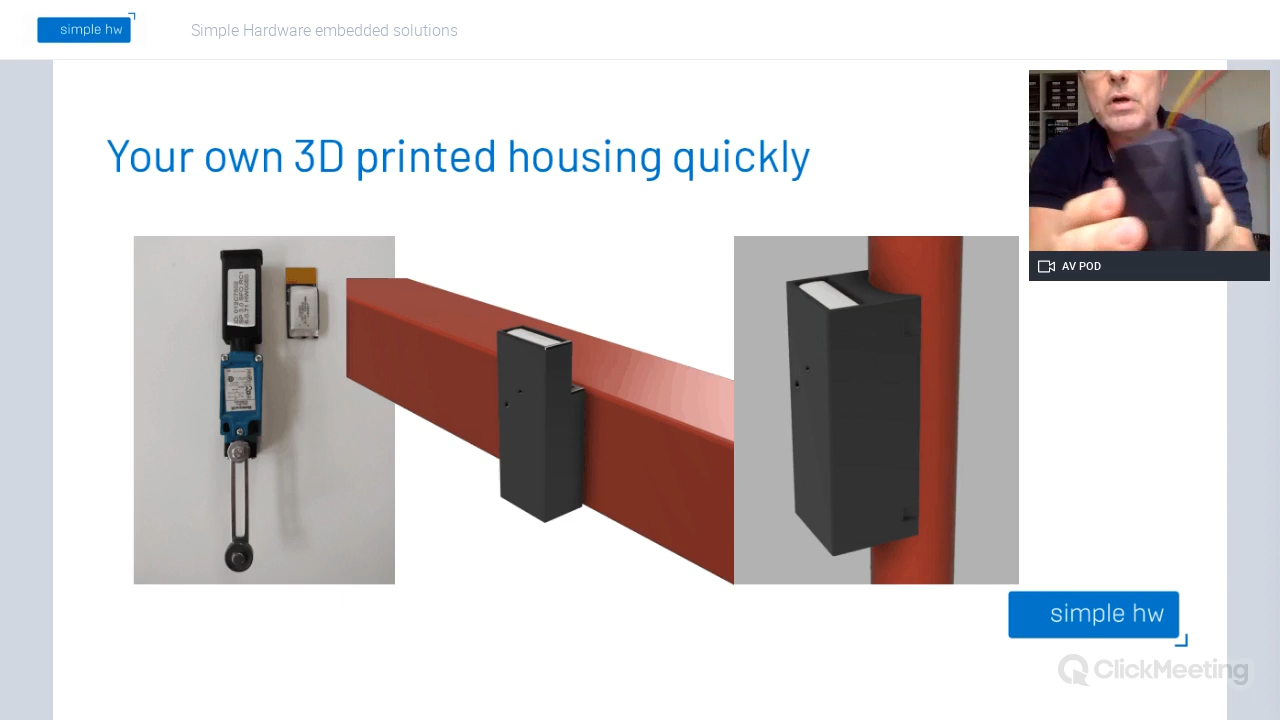 simple hw
Simple Hardware embedded solutions
Your own 3D printed housing quickly
AV POD
simple hw
ClickMeeting